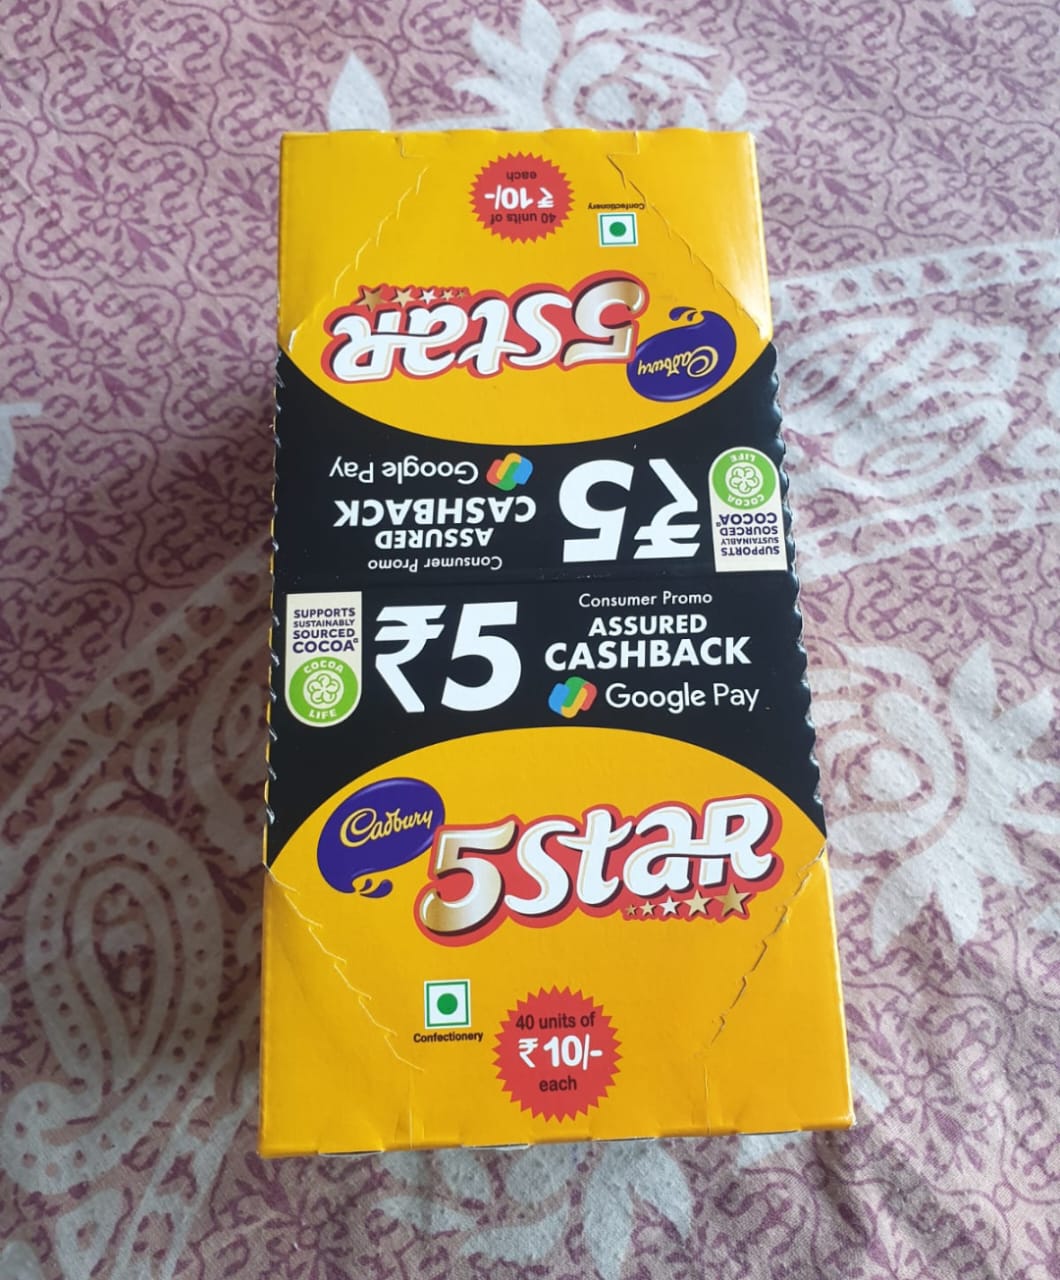 40 units of
₹ 10/-
each
Confectionery
5Star
Cadbury
₹5
Consumer Promo
ASSURED
CASHBACK
Google Pay
SUPPORTS
SUSTAINABLY
SOURCED
COCOA
COCOA
LIFE
SUPPORTS
SUSTAINABLY
SOURCED
COCOA
COCOA
LIFE
₹5
Consumer Promo
ASSURED
CASHBACK
Google Pay
Cadbury
5Star
Confectionery
40 units of
₹ 10/-
each